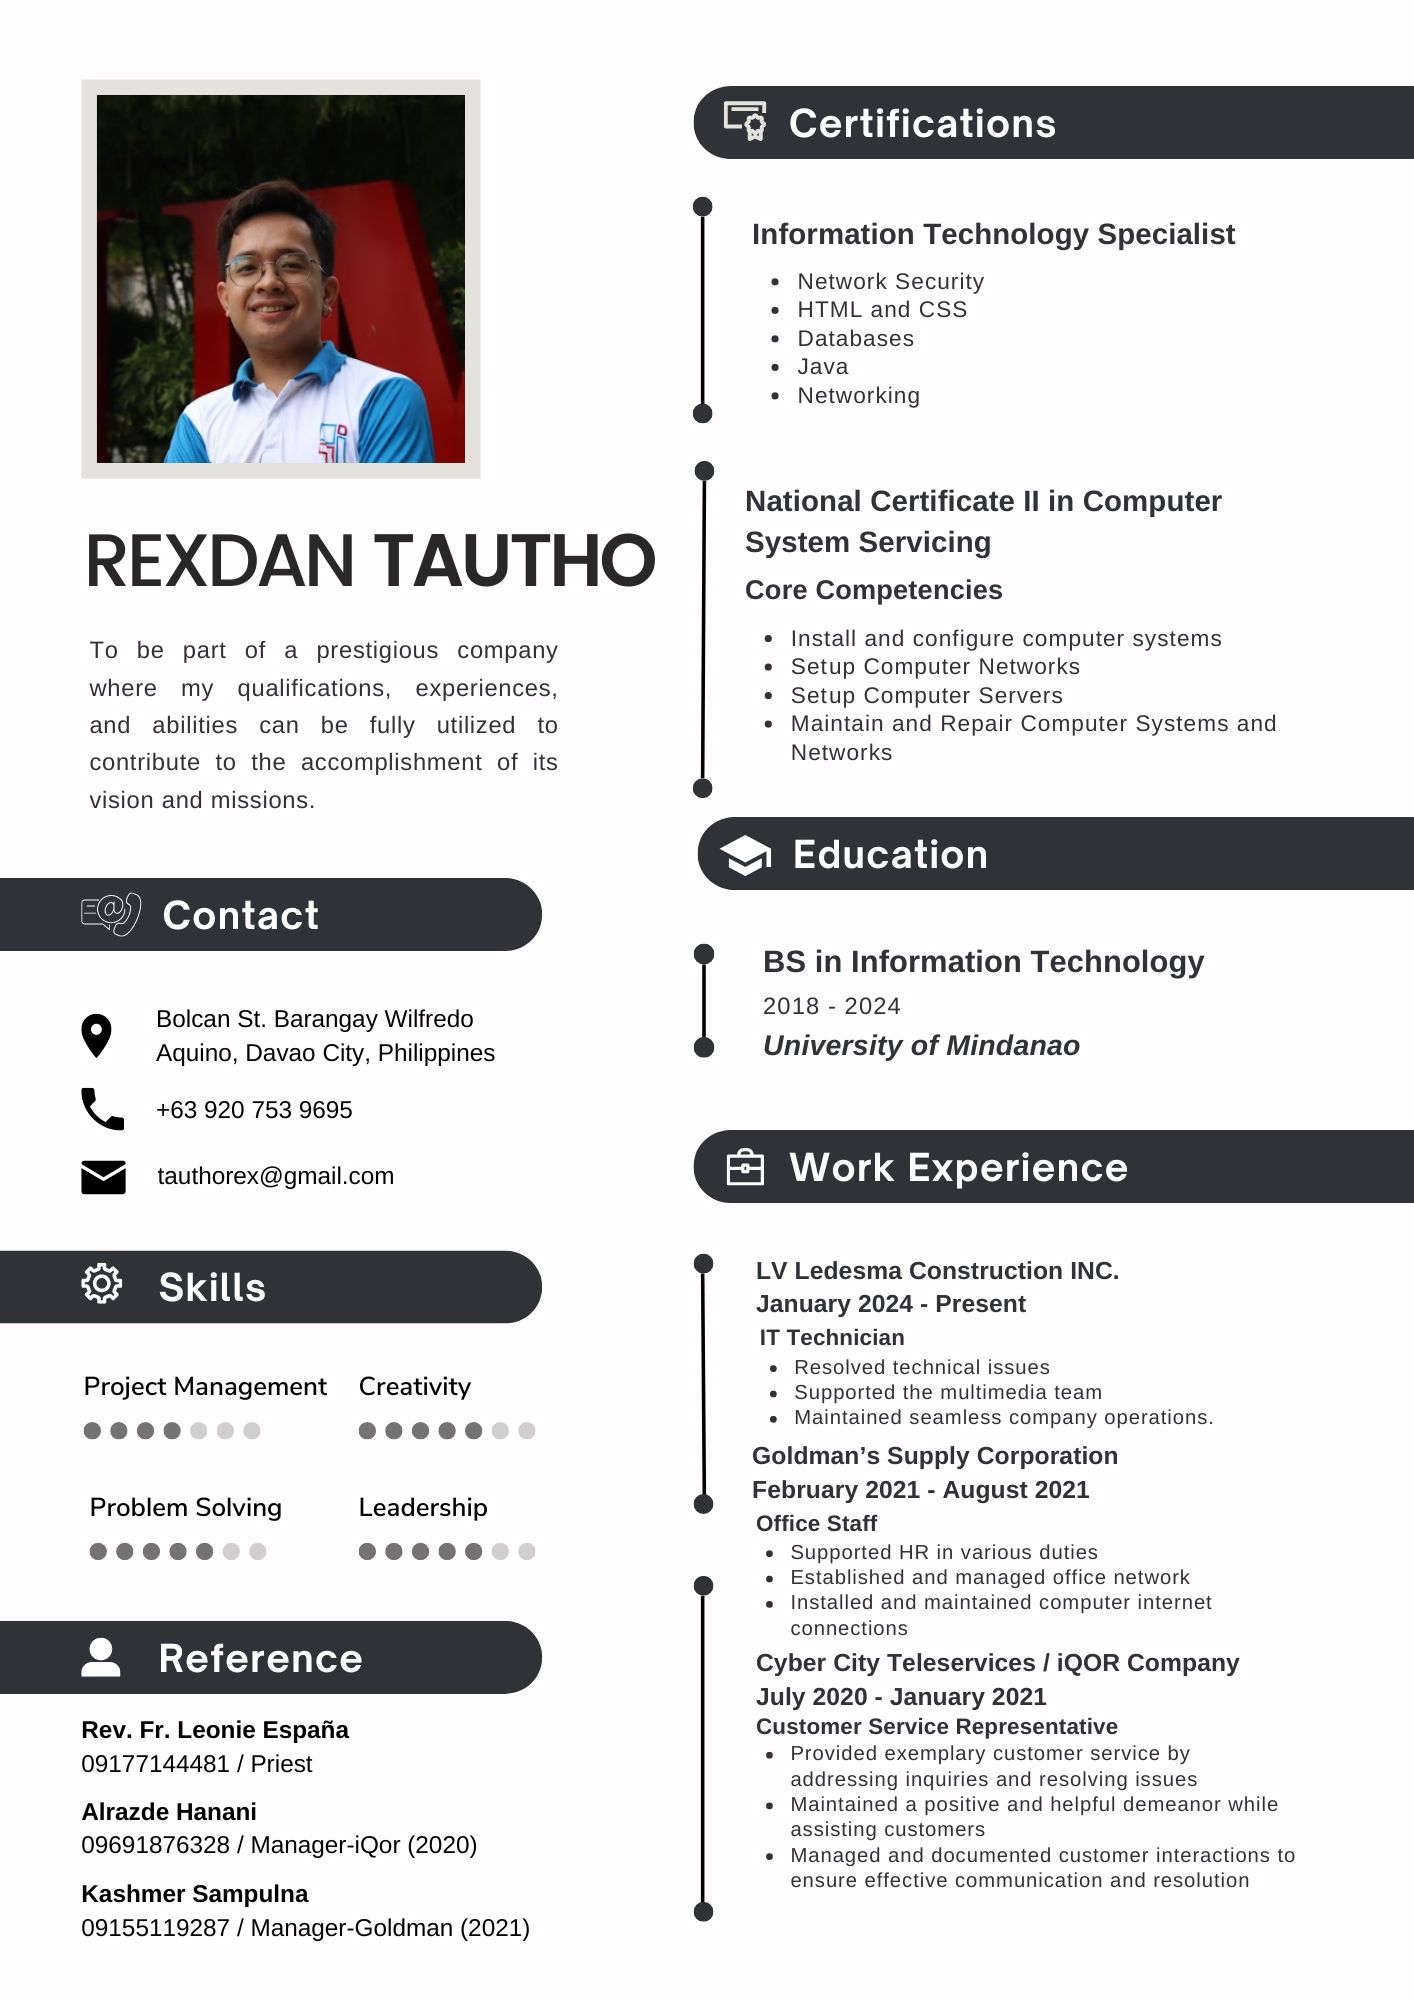 REXDAN TAUTHO
To be part of a prestigious company
where my qualifications, experiences,
and abilities can be fully utilized to
contribute to the accomplishment of its
vision and missions.
Contact
Bolcan St. Barangay Wilfredo
Aquino, Davao City, Philippines
+63 920 753 9695
tauthorex@gmail.com
Skills
Project Management
Creativity
Problem Solving
Leadership
Reference
Rev. Fr. Leonie España
09177144481 / Priest
Alrazde Hanani
09691876328 / Manager-iQor (2020)
Kashmer Sampulna
09155119287 / Manager-Goldman (2021)
Certifications
Information Technology Specialist
• Network Security
• HTML and CSS
• Databases
• Java
• Networking
National Certificate II in Computer
System Servicing
Core Competencies
• Install and configure computer systems
• Setup Computer Networks
• Setup Computer Servers
• Maintain and Repair Computer Systems and
Networks
Education
BS in Information Technology
2018 - 2024
University of Mindanao
Work Experience
LV Ledesma Construction INC.
January 2024 - Present
IT Technician
• Resolved technical issues
• Supported the multimedia team
• Maintained seamless company operations.
Goldman’s Supply Corporation
February 2021 - August 2021
Office Staff
• Supported HR in various duties
• Established and managed office network
• Installed and maintained computer internet
connections
Cyber City Teleservices / iQOR Company
July 2020 - January 2021
Customer Service Representative
• Provided exemplary customer service by
addressing inquiries and resolving issues
• Maintained a positive and helpful demeanor while
assisting customers
• Managed and documented customer interactions to
ensure effective communication and resolution